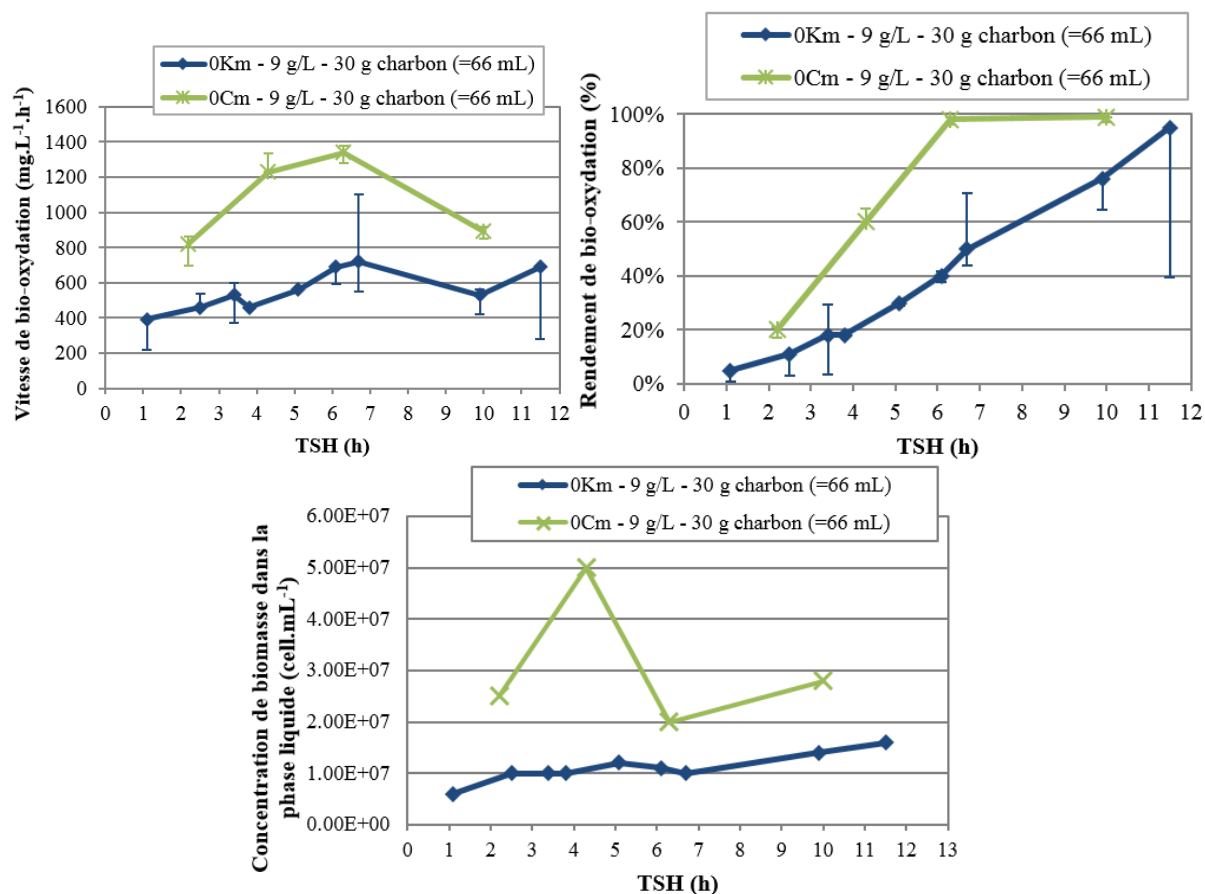 0Km - 9 g/L - 30 g charbon (=66 mL)
0Cm - 9 g/L - 30 g charbon (=66 mL)
Vitesse de bio-oxydation (mg.L⁻¹.h⁻¹)
1600
1400
1200
1000
800
600
400
200
0
0 1 2 3 4 5 6 7 8 9 10 11 12
TSH (h)
0Km - 9 g/L - 30 g charbon (=66 mL)
0Cm - 9 g/L - 30 g charbon (=66 mL)
Rendement de bio-oxydation (%)
100%
80%
60%
40%
20%
0%
0 1 2 3 4 5 6 7 8 9 10 11 12
TSH (h)
0Km - 9 g/L - 30 g charbon (=66 mL)
0Cm - 9 g/L - 30 g charbon (=66 mL)
Concentration de biomasse dans la
phase liquide (cell.mL⁻¹)
6.00E+07
5.00E+07
4.00E+07
3.00E+07
2.00E+07
1.00E+07
0.00E+00
0 1 2 3 4 5 6 7 8 9 10 11 12 13
TSH (h)